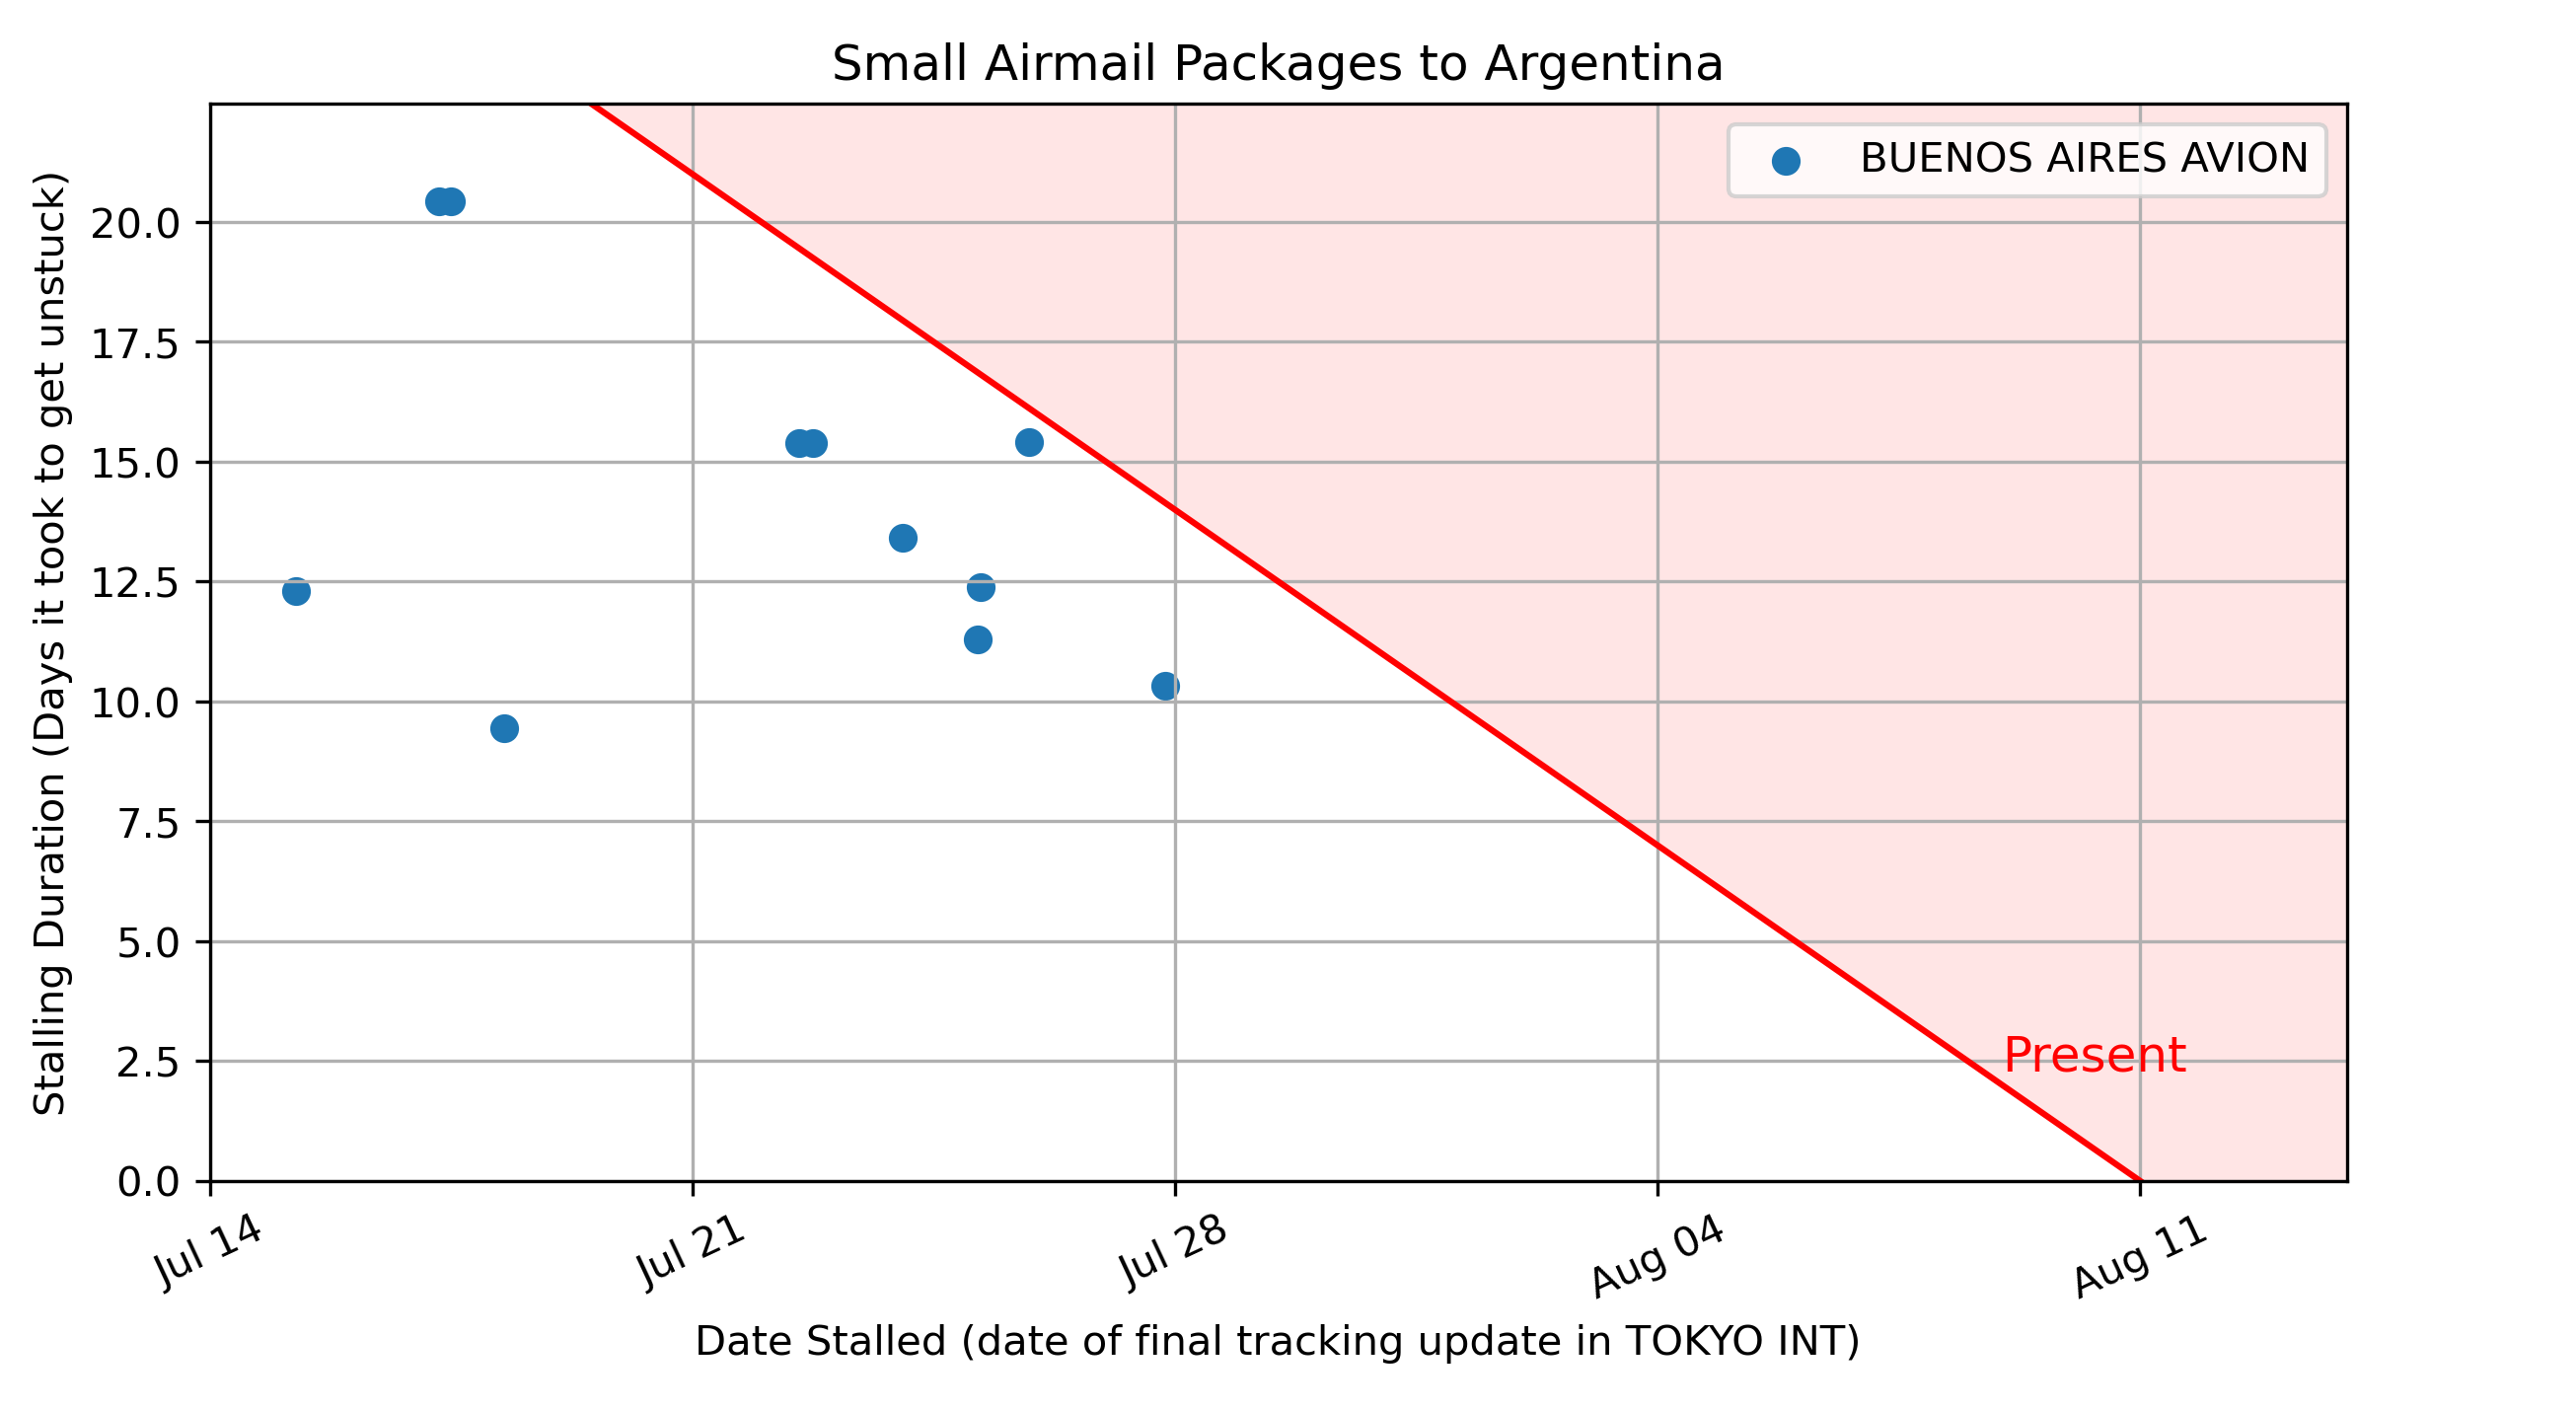 Small Airmail Packages to Argentina
BUENOS AIRES AVION
Stalling Duration (Days it took to get unstuck)
20.0
17.5
15.0
12.5
10.0
7.5
5.0
2.5
0.0
Present
Jul 14
Jul 21
Jul 28
Aug 04
Aug 11
Date Stalled (date of final tracking update in TOKYO INT)